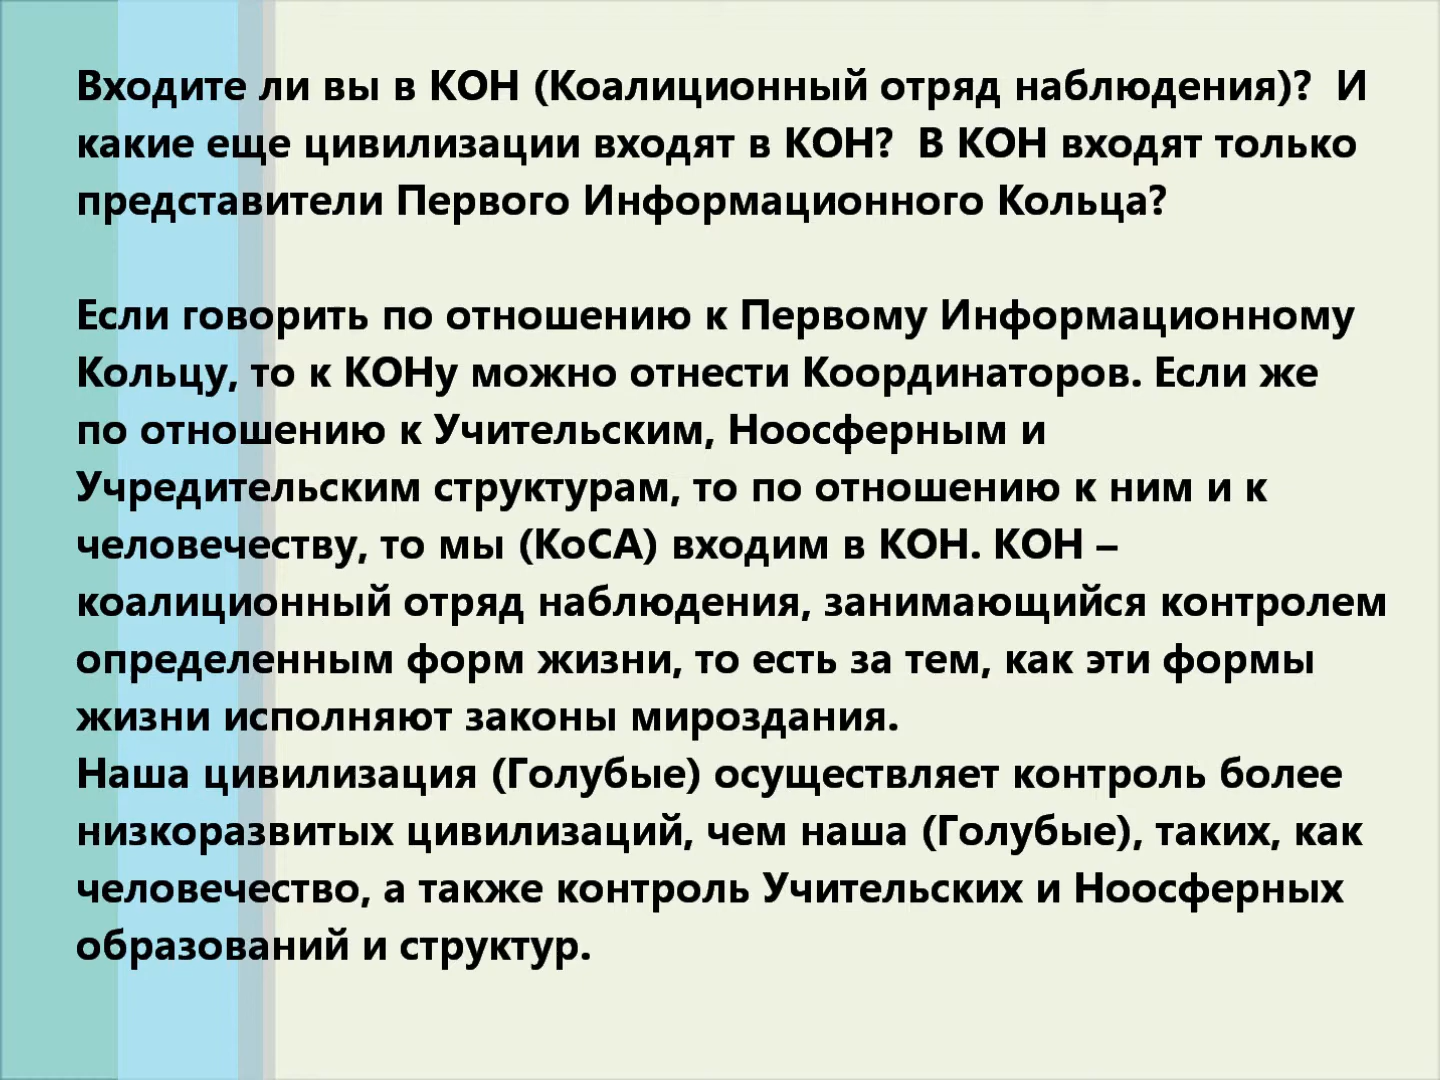 Входите ли вы в КОН (Коалиционный отряд наблюдения)?  И
какие еще цивилизации входят в КОН?  В КОН входят только
представители Первого Информационного Кольца?
Если говорить по отношению к Первому Информационному
Кольцу, то к КОНу можно отнести Координаторов. Если же
по отношению к Учительским, Ноосферным и
Учредительским структурам, то по отношению к ним и к
человечеству, то мы (КоСА) входим в КОН. КОН –
коалиционный отряд наблюдения, занимающийся контролем
определенным форм жизни, то есть за тем, как эти формы
жизни исполняют законы мироздания.
Наша цивилизация (Голубые) осуществляет контроль более
низкоразвитых цивилизаций, чем наша (Голубые), таких, как
человечество, а также контроль Учительских и Ноосферных
образований и структур.